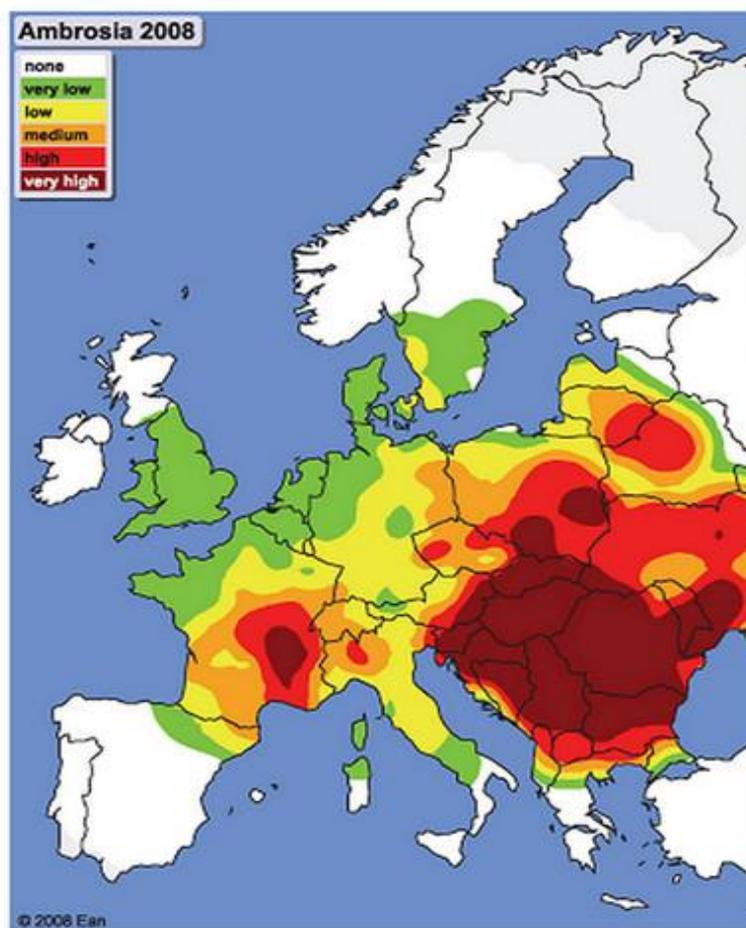 Ambrosia 2008
none
very low
low
medium
high
very high
© 2008 Ean